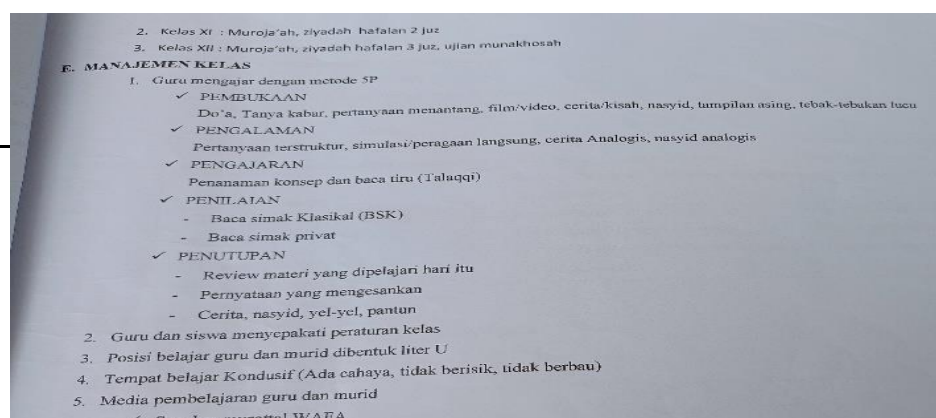 2. Kelas XI : Muroja'ah, ziyadah hafalan 2 juz
3. Kelas XII : Muroja'ah, ziyadah hafalan 3 juz, ujian munakhosah
E. MANAJEMEN KELAS
1. Guru mengajar dengan metode 5P
✓ PEMBUKAAN
Do'a, Tanya kabar, pertanyaan menantang, film/video, cerita/kisah, nasyid, tampilan asing, tebak-tebakan lucu
✓ PENGALAMAN
Pertanyaan terstruktur, simulasi/peragaan langsung, cerita Analogis, nasyid analogis
✓ PENGAJARAN
Penanaman konsep dan baca tiru (Talaqqi)
✓ PENILAIAN
- Baca simak Klasikal (BSK)
- Baca simak privat
✓ PENUTUPAN
- Review materi yang dipelajari hari itu
- Pernyataan yang mengesankan
- Cerita, nasyid, yel-yel, pantun
2. Guru dan siswa menyepakati peraturan kelas
3. Posisi belajar guru dan murid dibentuk liter U
4. Tempat belajar Kondusif (Ada cahaya, tidak berisik, tidak berbau)
5. Media pembelajaran guru dan murid
WAFA